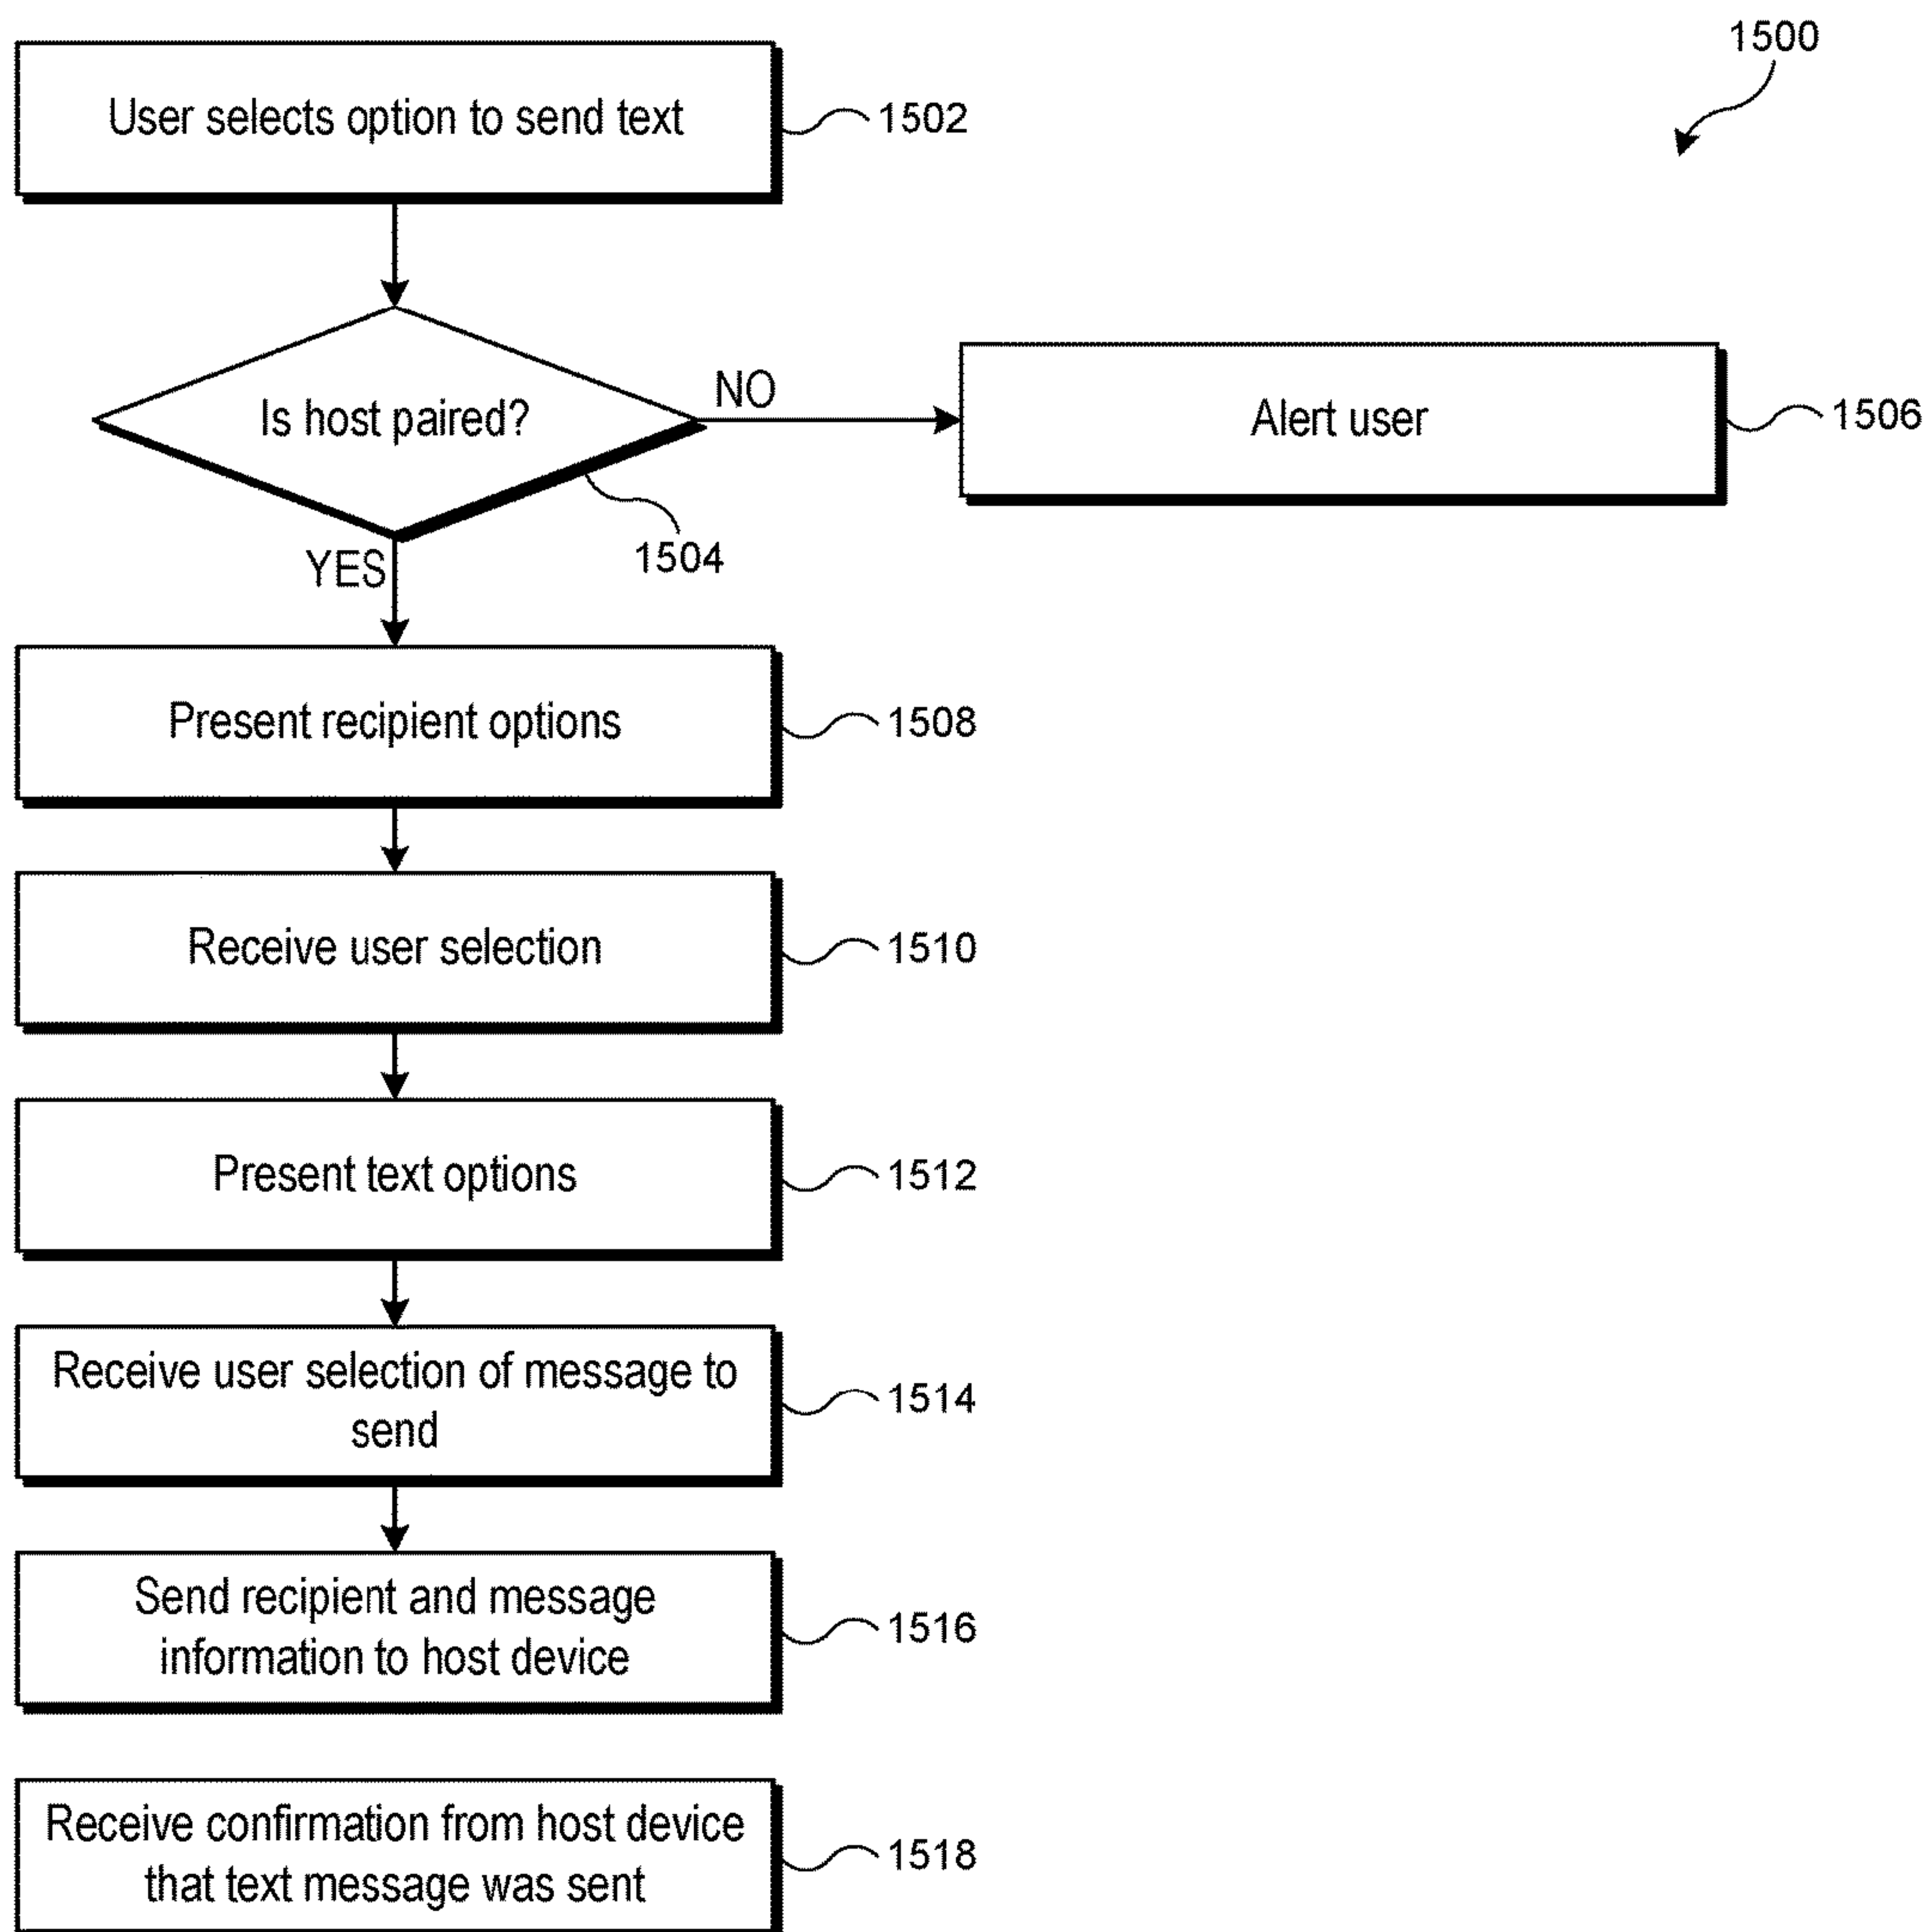 1500
User selects option to send text
1502
Is host paired?
NO
Alert user
1506
1504
YES
Present recipient options
1508
Receive user selection
1510
Present text options
1512
Receive user selection of message to
send
1514
Send recipient and message
information to host device
1516
Receive confirmation from host device
that text message was sent
1518